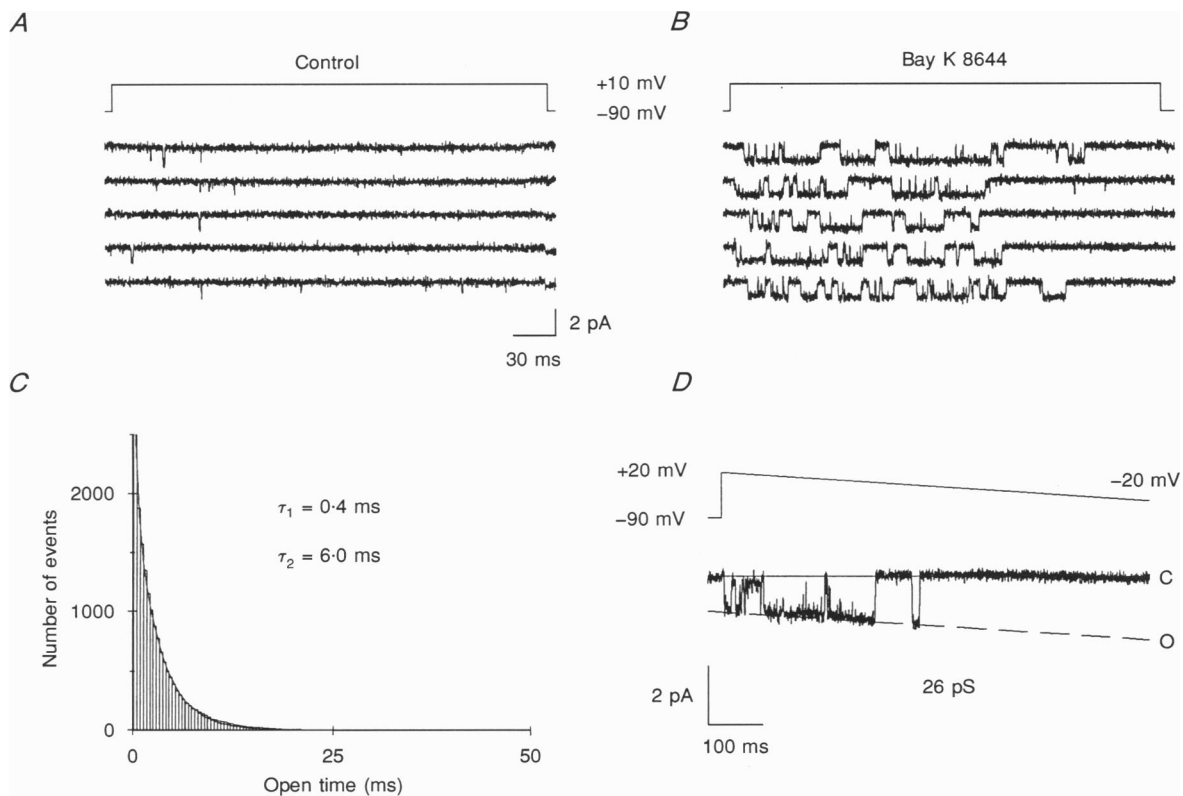 A
Control
+10 mV
−90 mV
2 pA
30 ms
B
Bay K 8644
C
Number of events
2000
1000
0
τ1 = 0·4 ms
τ2 = 6·0 ms
0
25
50
Open time (ms)
D
+20 mV
−20 mV
−90 mV
C
O
2 pA
26 pS
100 ms